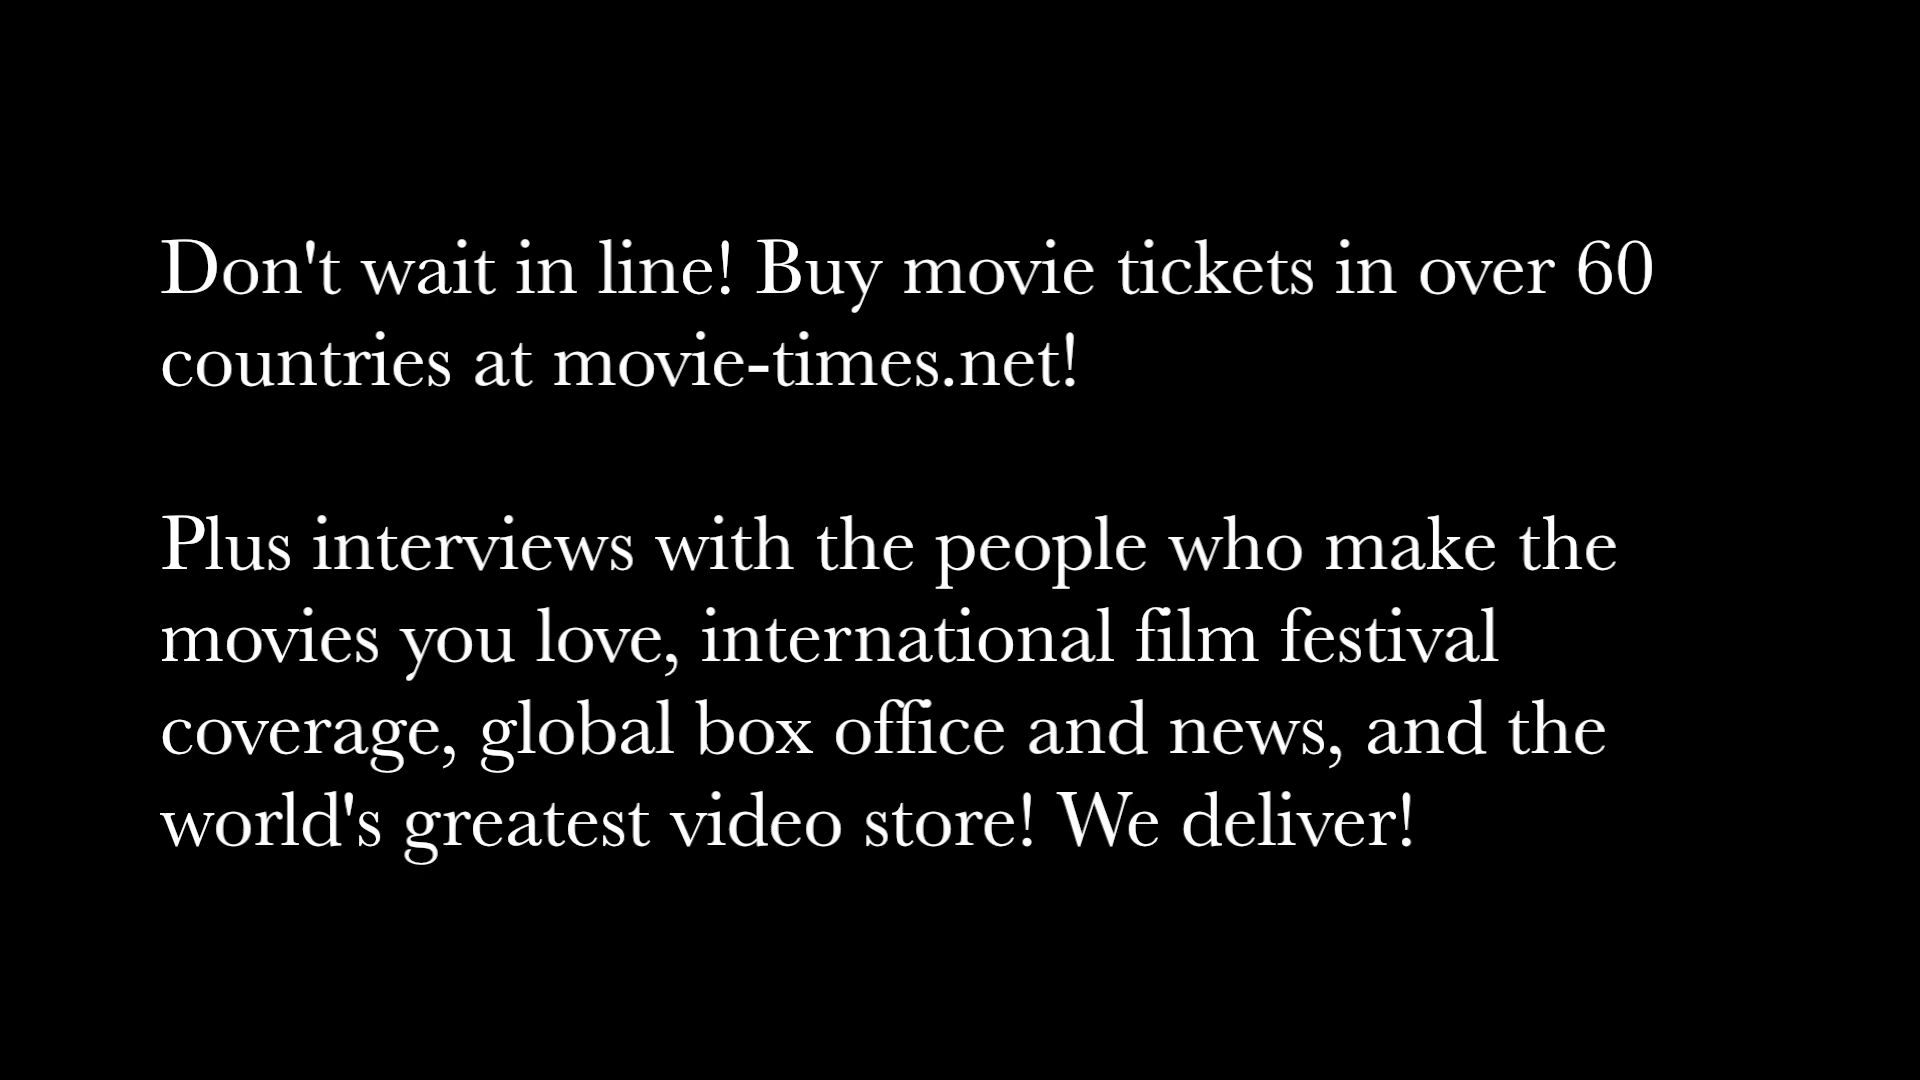 Don't wait in line! Buy movie tickets in over 60
countries at movie-times.net!
Plus interviews with the people who make the
movies you love, international film festival
coverage, global box office and news, and the
world's greatest video store! We deliver!